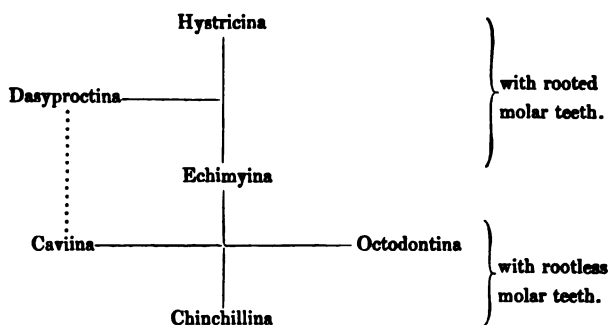 Hystricina
Dasyproctina
with rooted
molar teeth.
Echimyina
Caviina
Octodontina
with rootless
molar teeth.
Chinchillina